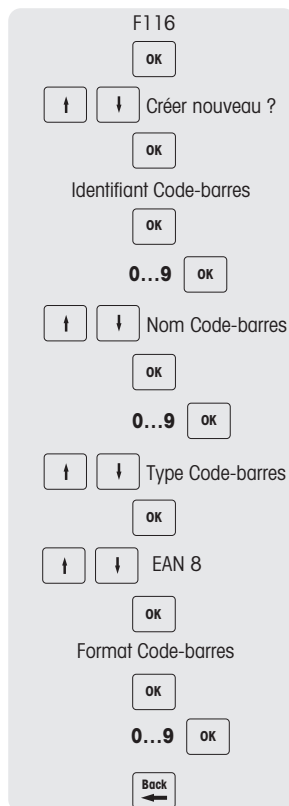 F116
OK
Créer nouveau ?
OK
Identifiant Code-barres
OK
0...9 OK
Nom Code-barres
OK
0...9 OK
Type Code-barres
OK
EAN 8
OK
Format Code-barres
OK
0...9 OK
Back